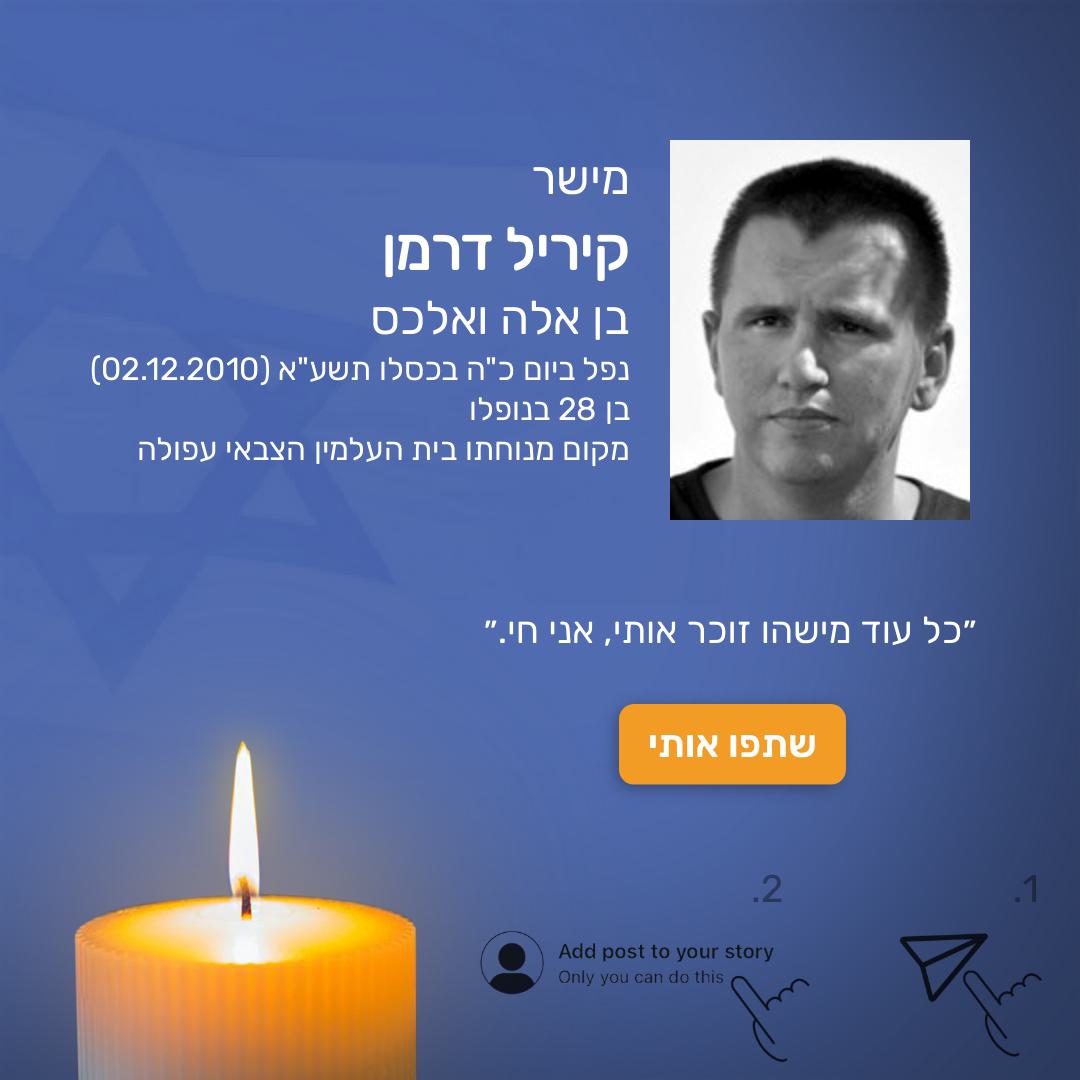 מישר
קיריל דרמן
בן אלה ואלכס
נפל ביום כ"ה בכסלו תשע"א (02.12.2010)
בן 28 בנופלו
מקום מנוחתו בית העלמין הצבאי עפולה
״כל עוד מישהו זוכר אותי, אני חי.״
שתפו אותי
.1
.2
Add post to your story
Only you can do this